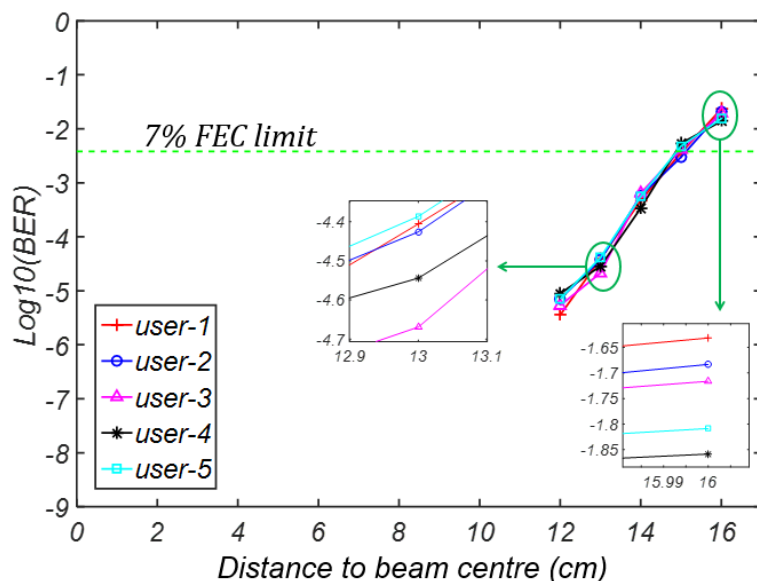 0
-1
-2
-3
-4
-5
-6
-7
-8
-9
Log10(BER)
7% FEC limit
-4.4
-4.5
-4.6
-4.7
12.9 13 13.1
-1.65
-1.7
-1.75
-1.8
-1.85
15.99 16
user-1
user-2
user-3
user-4
user-5
0 2 4 6 8 10 12 14 16
Distance to beam centre (cm)